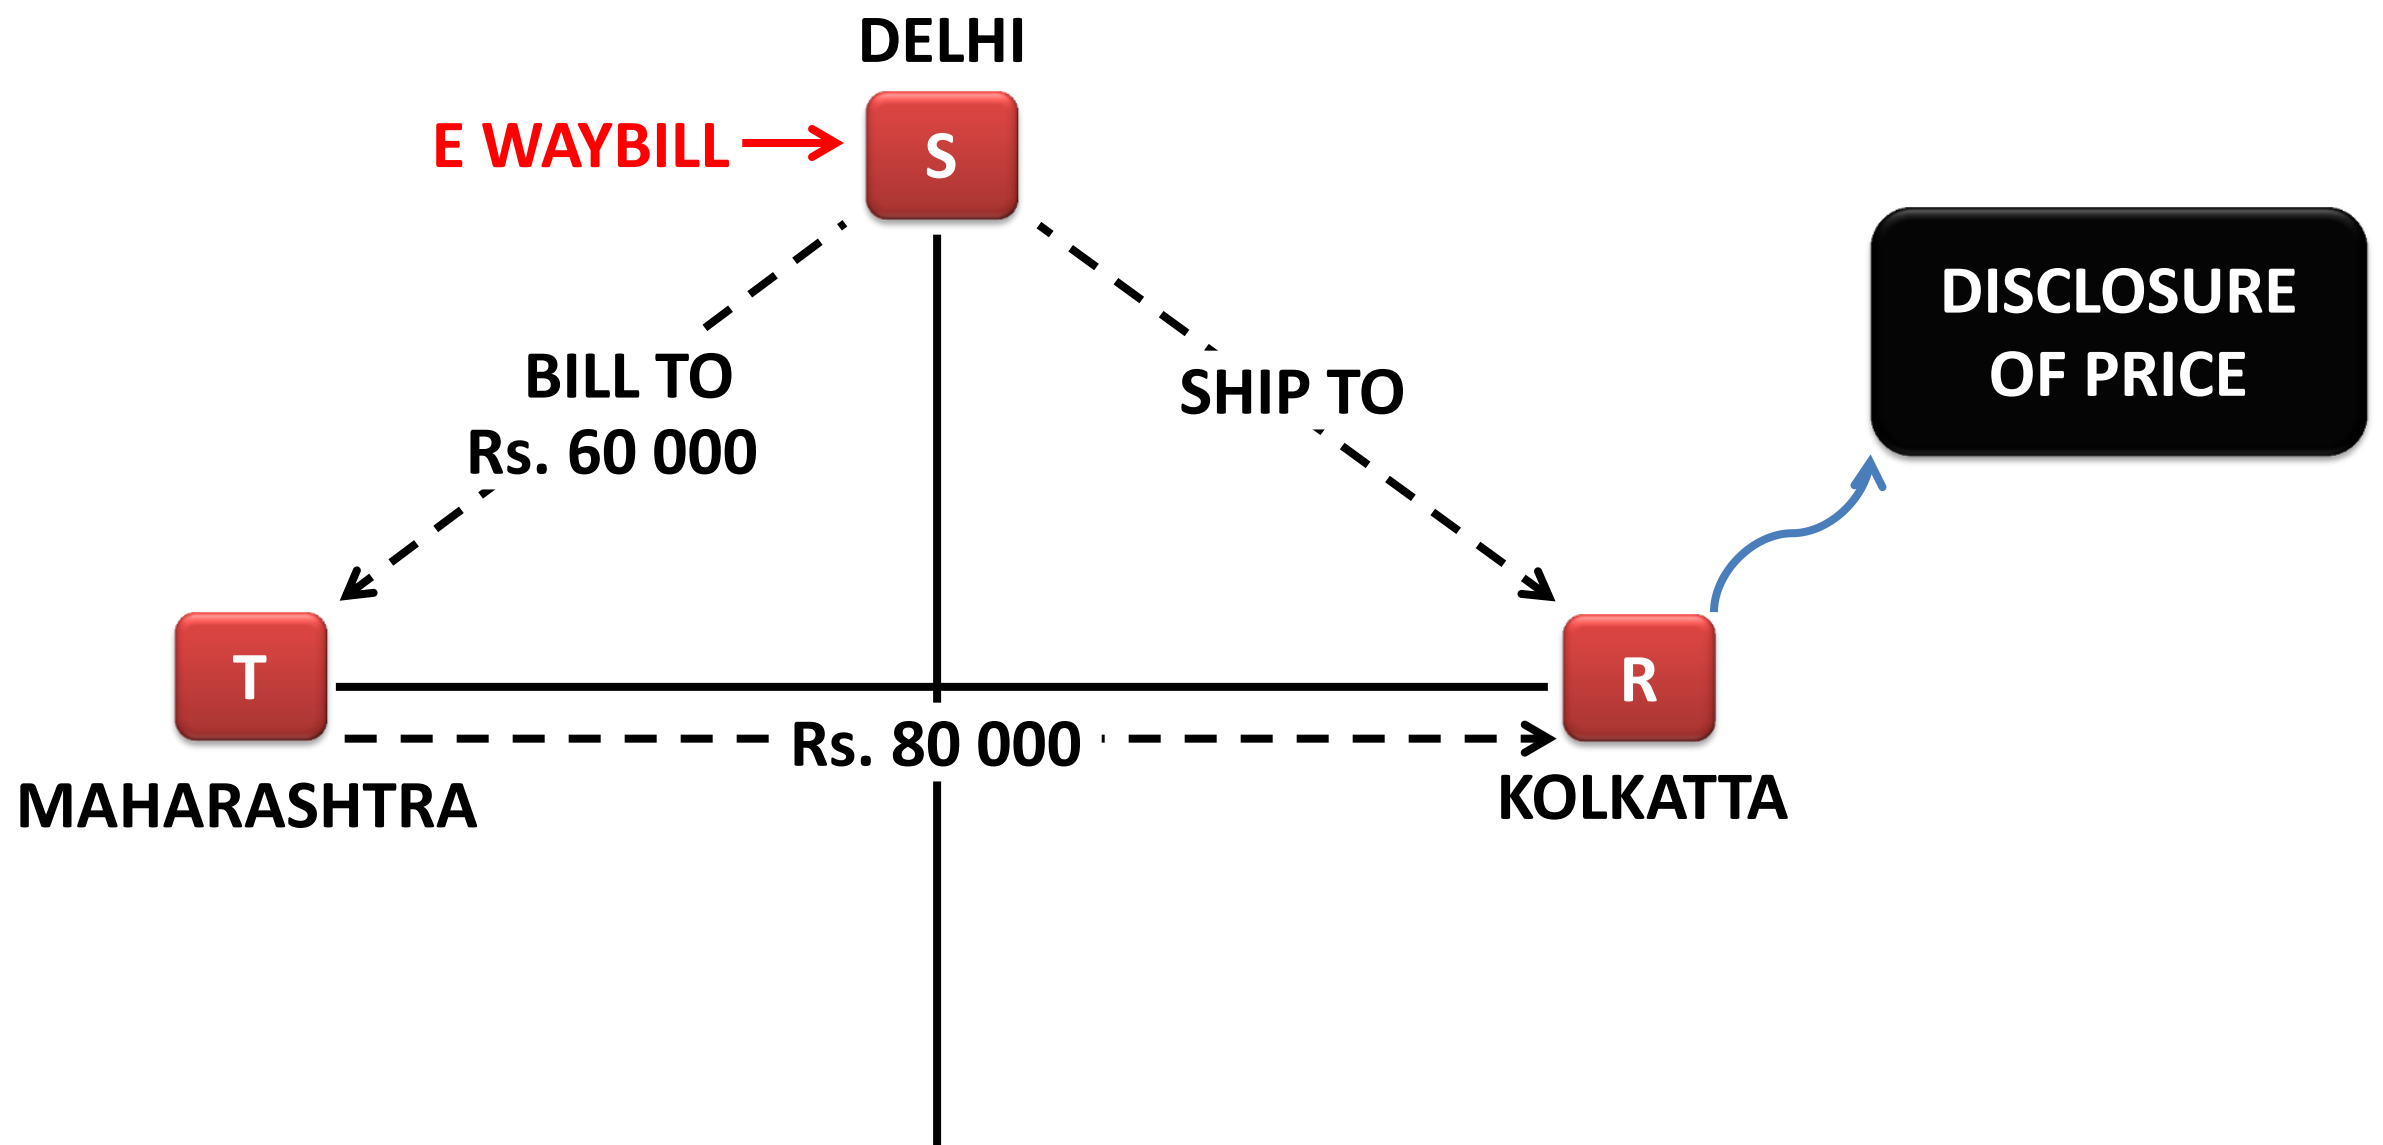 DELHI
E WAYBILL
S
DISCLOSURE
OF PRICE
BILL TO
Rs. 60 000
SHIP TO
T
R
Rs. 80 000
MAHARASHTRA
KOLKATTA